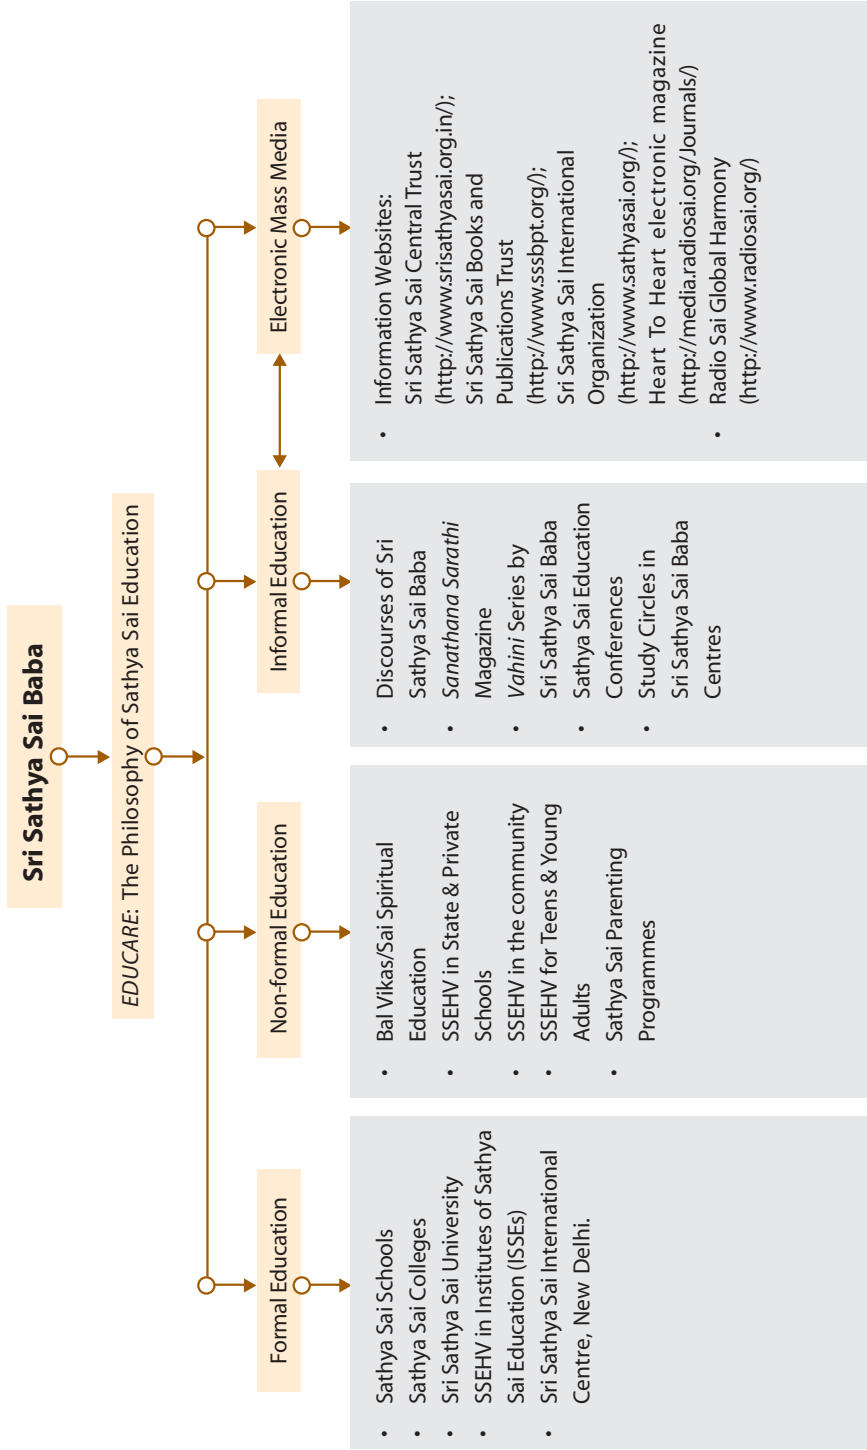 Sri Sathya Sai Baba
EDUCARE: The Philosophy of Sathya Sai Education
Formal Education
• Sathya Sai Schools
• Sathya Sai Colleges
• Sri Sathya Sai University
• SSEHV in Institutes of Sathya
Sai Education (ISSEs)
• Sri Sathya Sai International
Centre, New Delhi.
Non-formal Education
• Bal Vikas/Sai Spiritual
Education
• SSEHV in State & Private
Schools
• SSEHV in the community
• SSEHV for Teens & Young
Adults
• Sathya Sai Parenting
Programmes
Informal Education
• Discourses of Sri
Sathya Sai Baba
• Sanathana Sarathi
Magazine
• Vahini Series by
Sri Sathya Sai Baba
• Sathya Sai Education
Conferences
• Study Circles in
Sri Sathya Sai Baba
Centres
Electronic Mass Media
• Information Websites:
Sri Sathya Sai Central Trust
(http://www.srisathyasai.org.in/);
Sri Sathya Sai Books and
Publications Trust
(http://www.sssbpt.org/);
Sri Sathya Sai International
Organization
(http://www.sathyasai.org/);
Heart To Heart electronic magazine
(http://media.radiosai.org/Journals/)
• Radio Sai Global Harmony
(http://www.radiosai.org/)